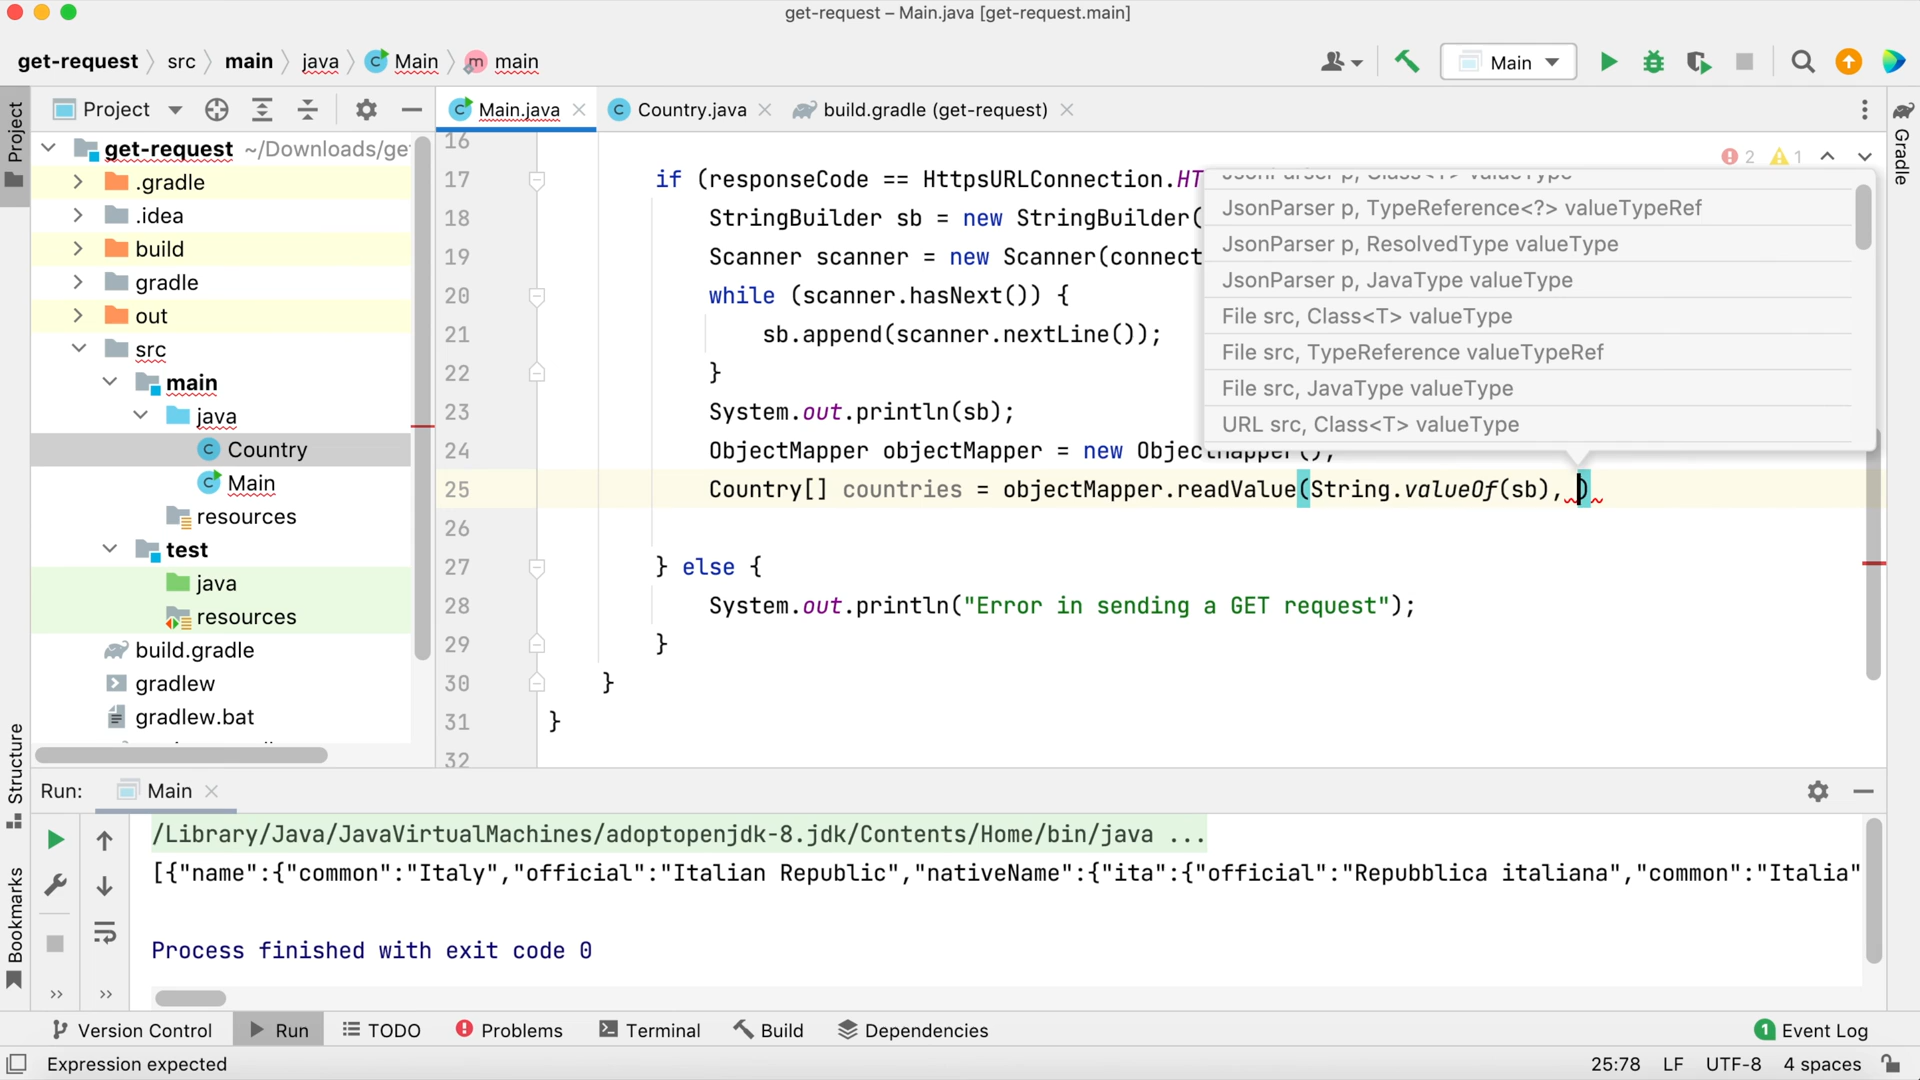 get-request – Main.java [get-request.main]
get-request src main java Main main
Main
Project
Main.java
Country.java
build.gradle (get-request)
Project
Gradle
get-request ~/Downloads/get
.gradle
.idea
build
gradle
out
src
main
java
Country
Main
resources
test
java
resources
build.gradle
gradlew
gradlew.bat
2 1
16
17 if (responseCode == HttpsURLConnection.HT
18 StringBuilder sb = new StringBuilder(
19 Scanner scanner = new Scanner(connect
20 while (scanner.hasNext()) {
21 sb.append(scanner.nextLine());
22 }
23 System.out.println(sb);
24 ObjectMapper objectMapper = new ObjectMapper();
25 Country[] countries = objectMapper.readValue(String.valueOf(sb), )
26
27 } else {
28 System.out.println("Error in sending a GET request");
29 }
30 }
31 }
32
JsonParser p, Class<T> valueType
JsonParser p, TypeReference<?> valueTypeRef
JsonParser p, ResolvedType valueType
JsonParser p, JavaType valueType
File src, Class<T> valueType
File src, TypeReference valueTypeRef
File src, JavaType valueType
URL src, Class<T> valueType
Structure
Bookmarks
Run: Main
/Library/Java/JavaVirtualMachines/adoptopenjdk-8.jdk/Contents/Home/bin/java ...
[{"name":{"common":"Italy","official":"Italian Republic","nativeName":{"ita":{"official":"Repubblica italiana","common":"Italia"
Process finished with exit code 0
Version Control Run TODO Problems Terminal Build Dependencies 1 Event Log
Expression expected 25:78 LF UTF-8 4 spaces